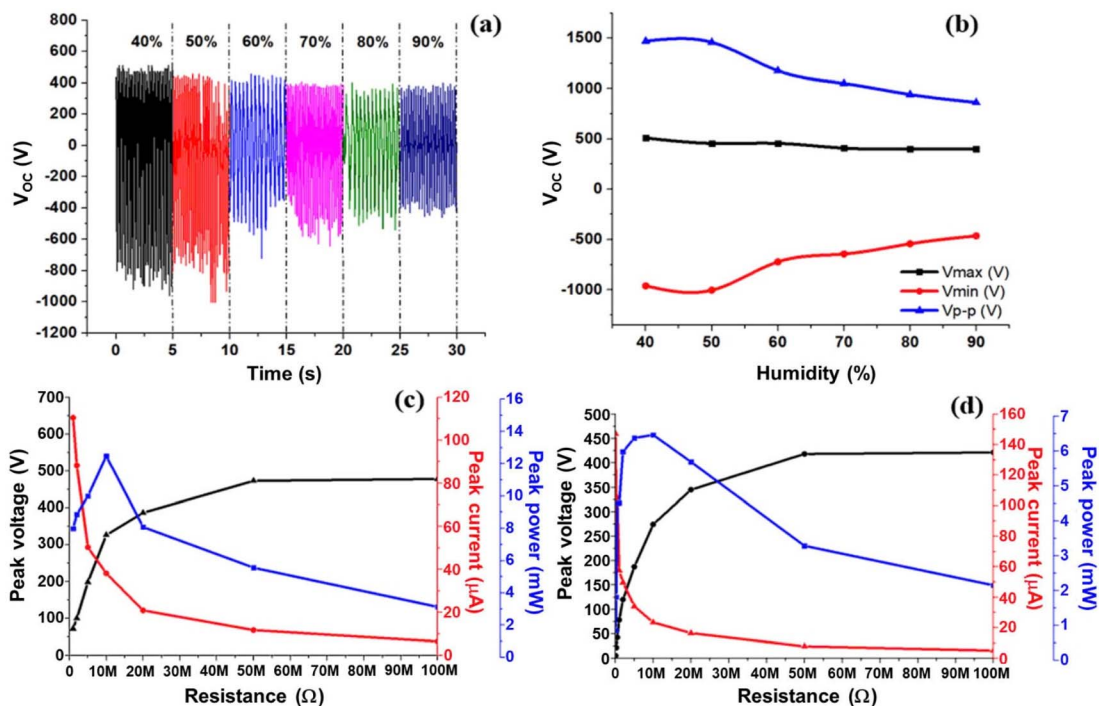 (a)
800
600
400
200
0
-200
-400
-600
-800
-1000
-1200
V_OC (V)
40% 50% 60% 70% 80% 90%
0 5 10 15 20 25 30
Time (s)
(b)
1500
1000
500
0
-500
-1000
V_OC (V)
Vmax (V)
Vmin (V)
Vp-p (V)
40 50 60 70 80 90
Humidity (%)
(c)
700
600
500
400
300
200
100
0
Peak voltage (V)
120
100
80
60
40
20
0
Peak current (μA)
16
14
12
10
8
6
4
2
0
Peak power (mW)
0 10M 20M 30M 40M 50M 60M 70M 80M 90M 100M
Resistance (Ω)
(d)
500
450
400
350
300
250
200
150
100
50
0
Peak voltage (V)
160
140
120
100
80
60
40
20
0
Peak current (μA)
7
6
5
4
3
2
1
0
Peak power (mW)
0 10M 20M 30M 40M 50M 60M 70M 80M 90M 100M
Resistance (Ω)